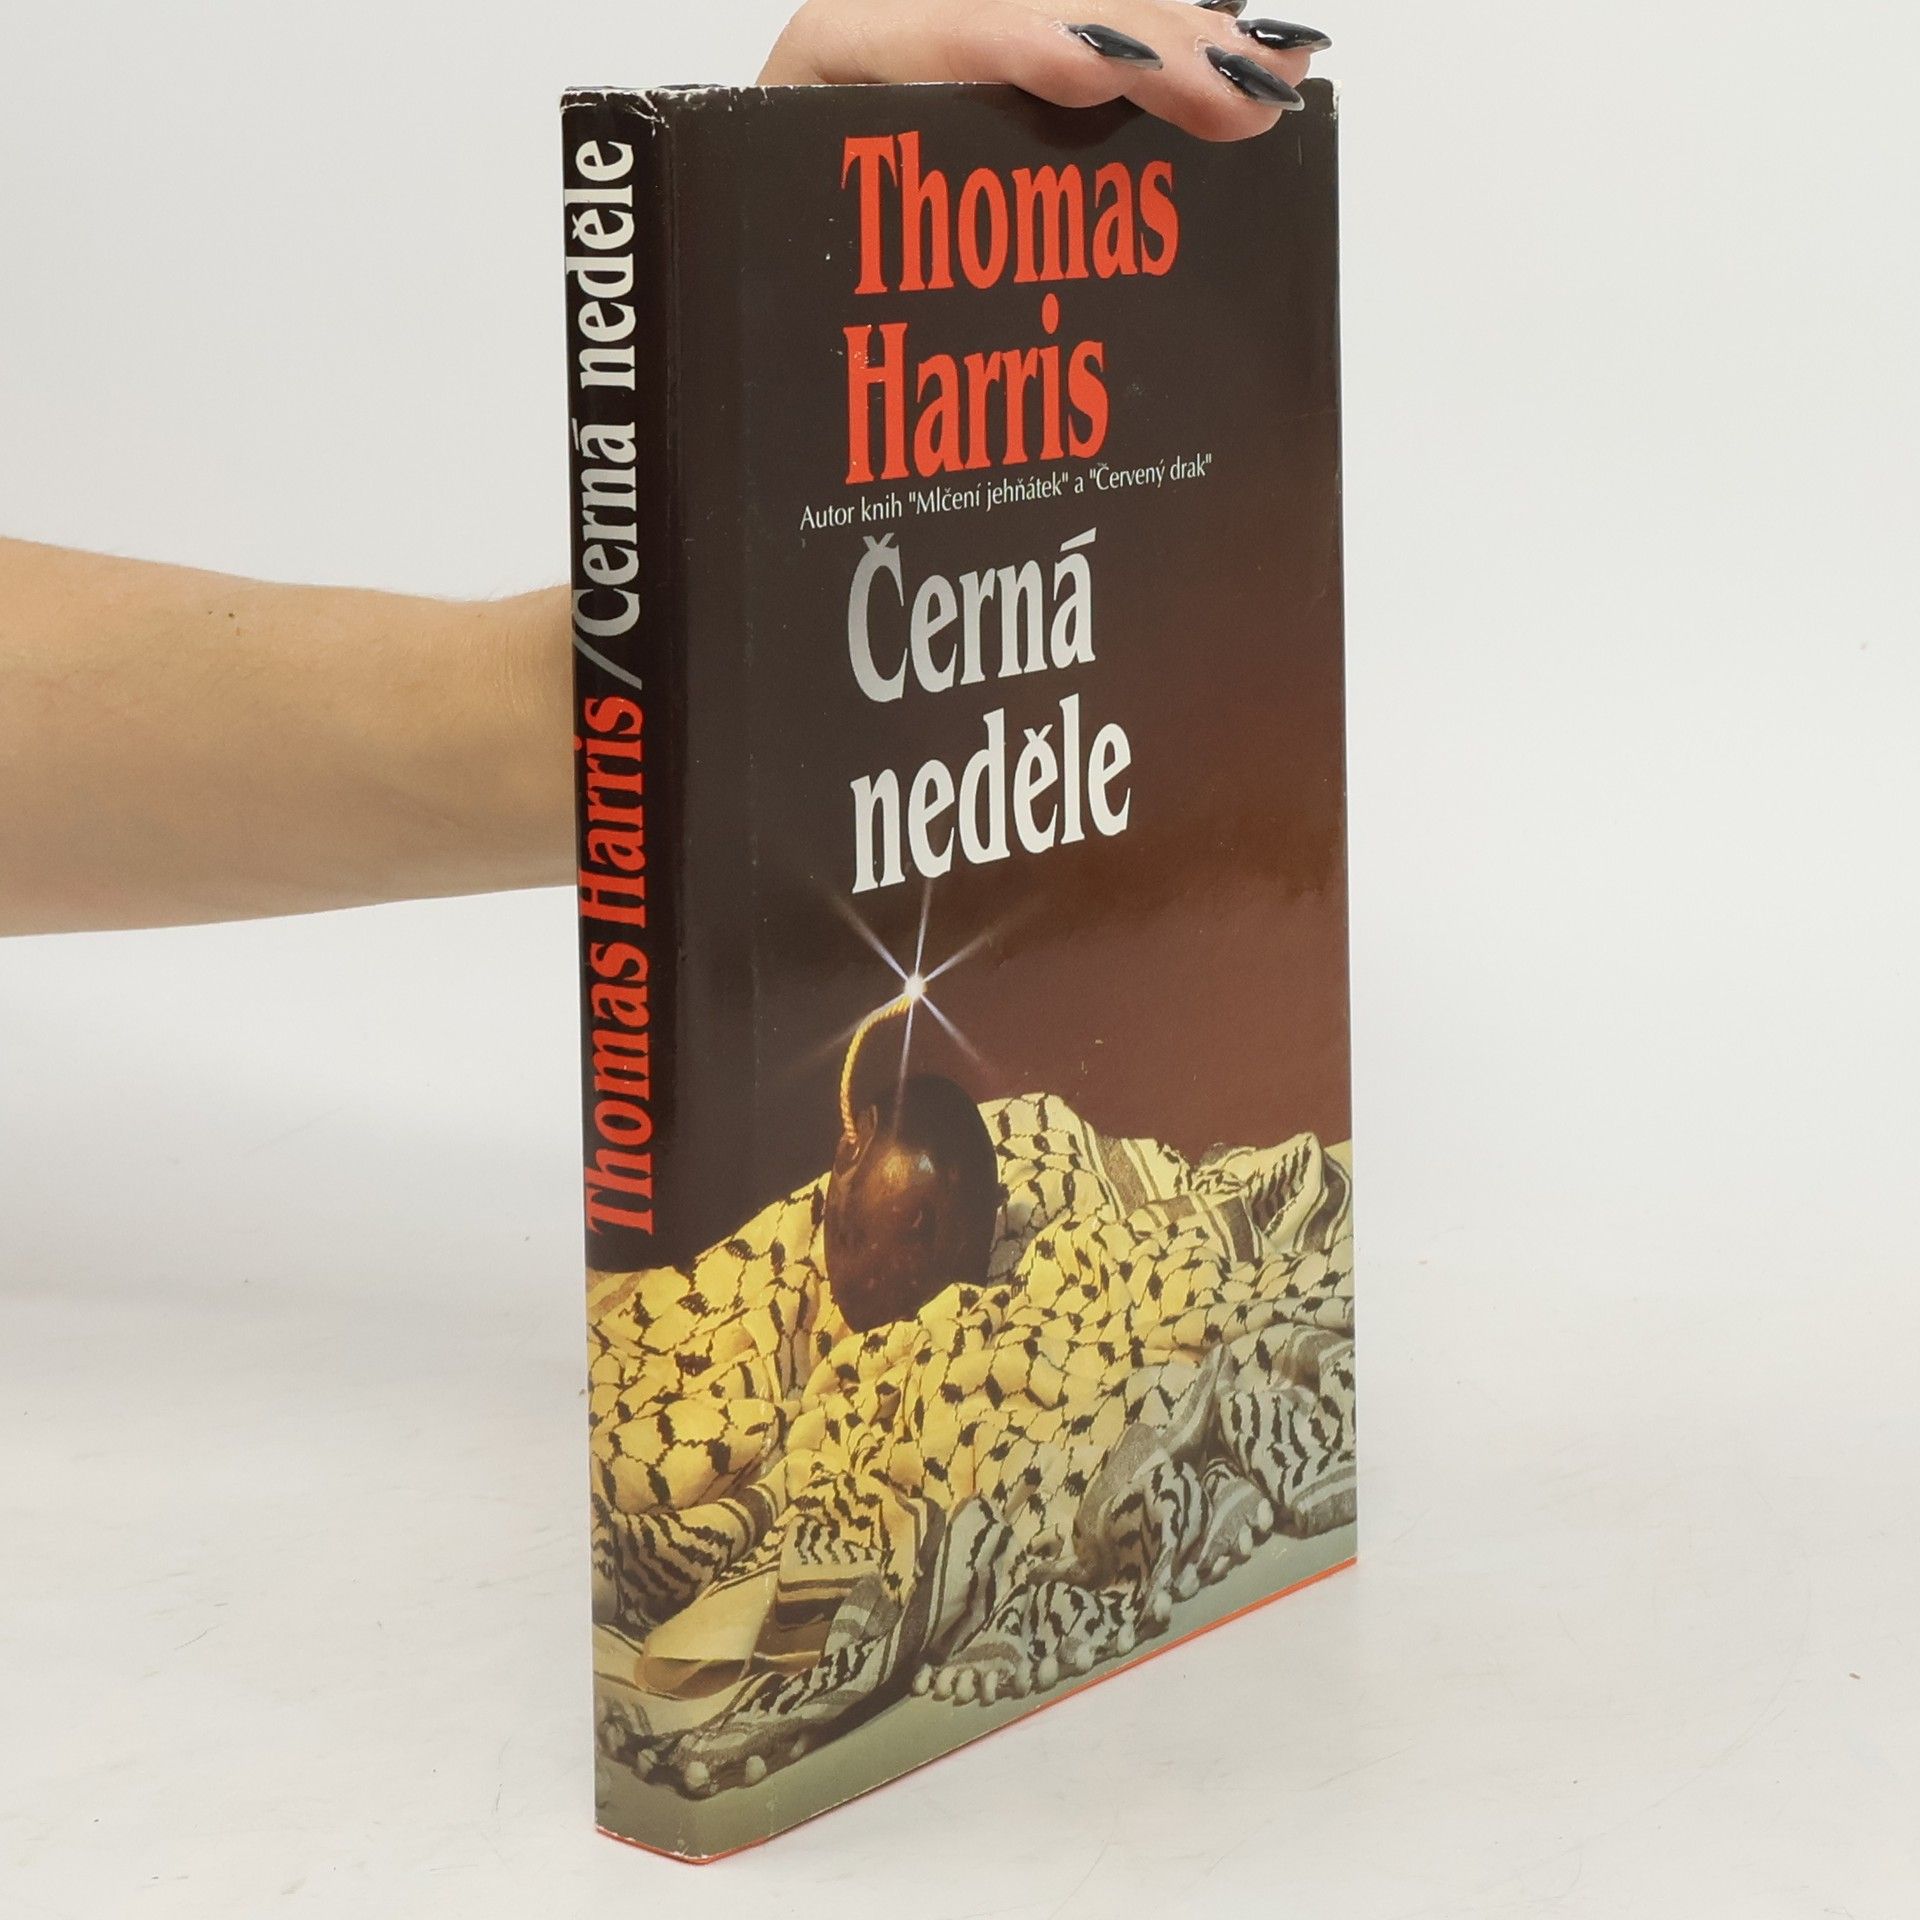 Thomas Harris/Černá neděle
Thomas
Harris
Autor knih "Mlčení jehňátek" a "Červený drak"
Černá
neděle